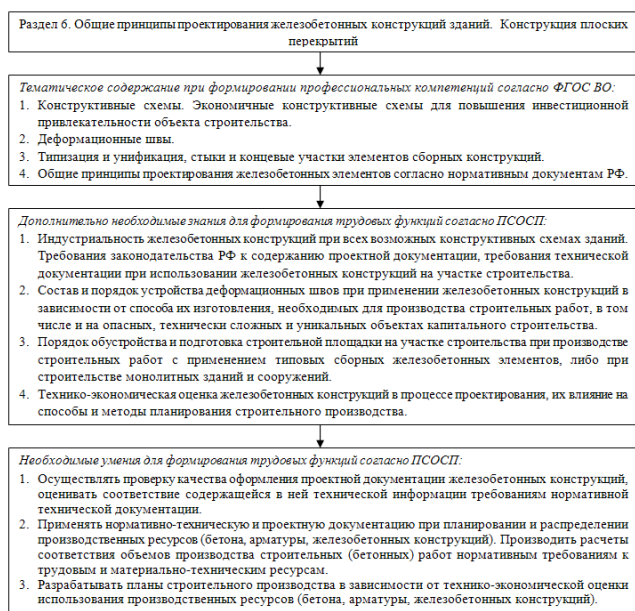 Раздел 6. Общие принципы проектирования железобетонных конструкций зданий. Конструкция плоских
перекрытий
Тематическое содержание при формировании профессиональных компетенций согласно ФГОС ВО:
1. Конструктивные схемы. Экономичные конструктивные схемы для повышения инвестиционной
привлекательности объекта строительства.
2. Деформационные швы.
3. Типизация и унификация, стыки и концевые участки элементов сборных конструкций.
4. Общие принципы проектирования железобетонных элементов согласно нормативным документам РФ.
Дополнительно необходимые знания для формирования трудовых функций согласно ПСОСП:
1. Индустриальность железобетонных конструкций при всех возможных конструктивных схемах зданий.
Требования законодательства РФ к содержанию проектной документации, требования технической
документации при использовании железобетонных конструкций на участке строительства.
2. Состав и порядок устройства деформационных швов при применении железобетонных конструкций в
зависимости от способа их изготовления, необходимых для производства строительных работ, в том
числе и на опасных, технически сложных и уникальных объектах капитального строительства.
3. Порядок обустройства и подготовка строительной площадки на участке строительства при производстве
строительных работ с применением типовых сборных железобетонных элементов, либо при
строительстве монолитных зданий и сооружений.
4. Технико-экономическая оценка железобетонных конструкций в процессе проектирования, их влияние на
способы и методы планирования строительного производства.
Необходимые умения для формирования трудовых функций согласно ПСОСП:
1. Осуществлять проверку качества оформления проектной документации железобетонных конструкций,
оценивать соответствие содержащейся в ней технической информации требованиям нормативной
технической документации.
2. Применять нормативно-техническую и проектную документацию при планировании и распределении
производственных ресурсов (бетона, арматуры, железобетонных конструкций). Производить расчеты
соответствия объемов производства строительных (бетонных) работ нормативным требованиям к
трудовым и материально-техническим ресурсам.
3. Разрабатывать планы строительного производства в зависимости от технико-экономической оценки
использования производственных ресурсов (бетона, арматуры, железобетонных конструкций).